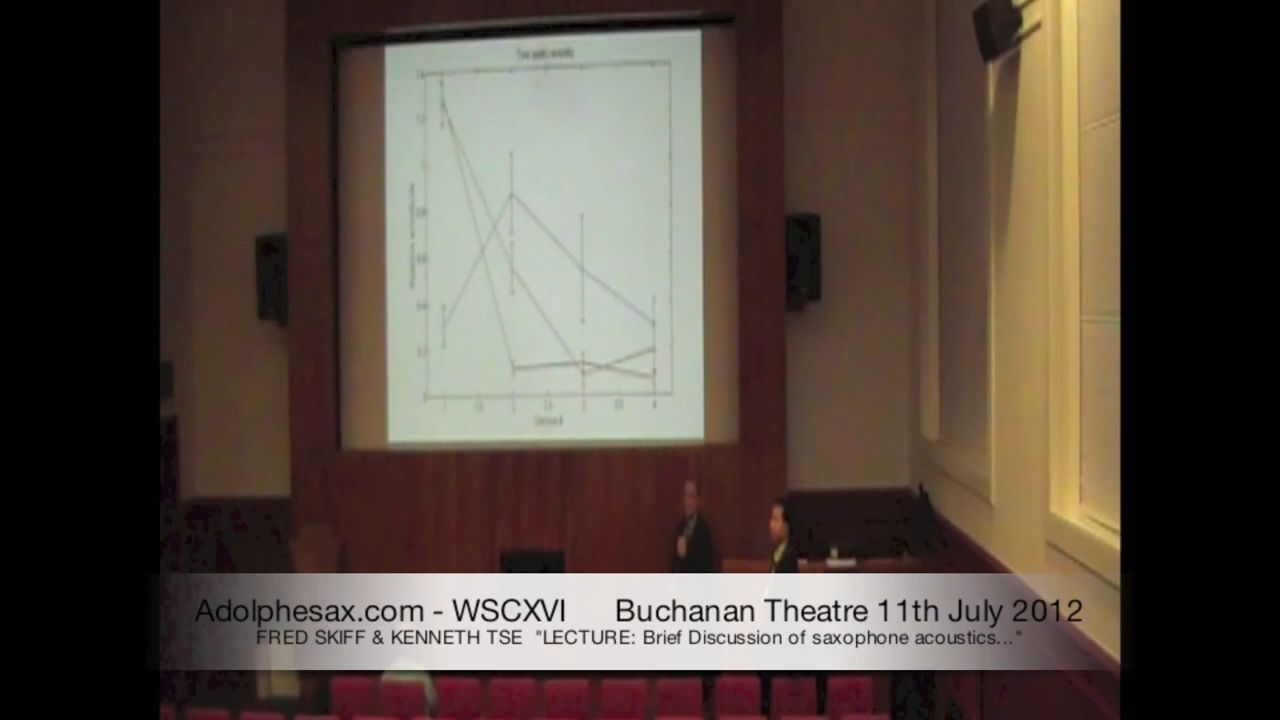 Adolphesax.com - WSCXVI Buchanan Theatre 11th July 2012
FRED SKIFF & KENNETH TSE "LECTURE: Brief Discussion of saxophone acoustics..."